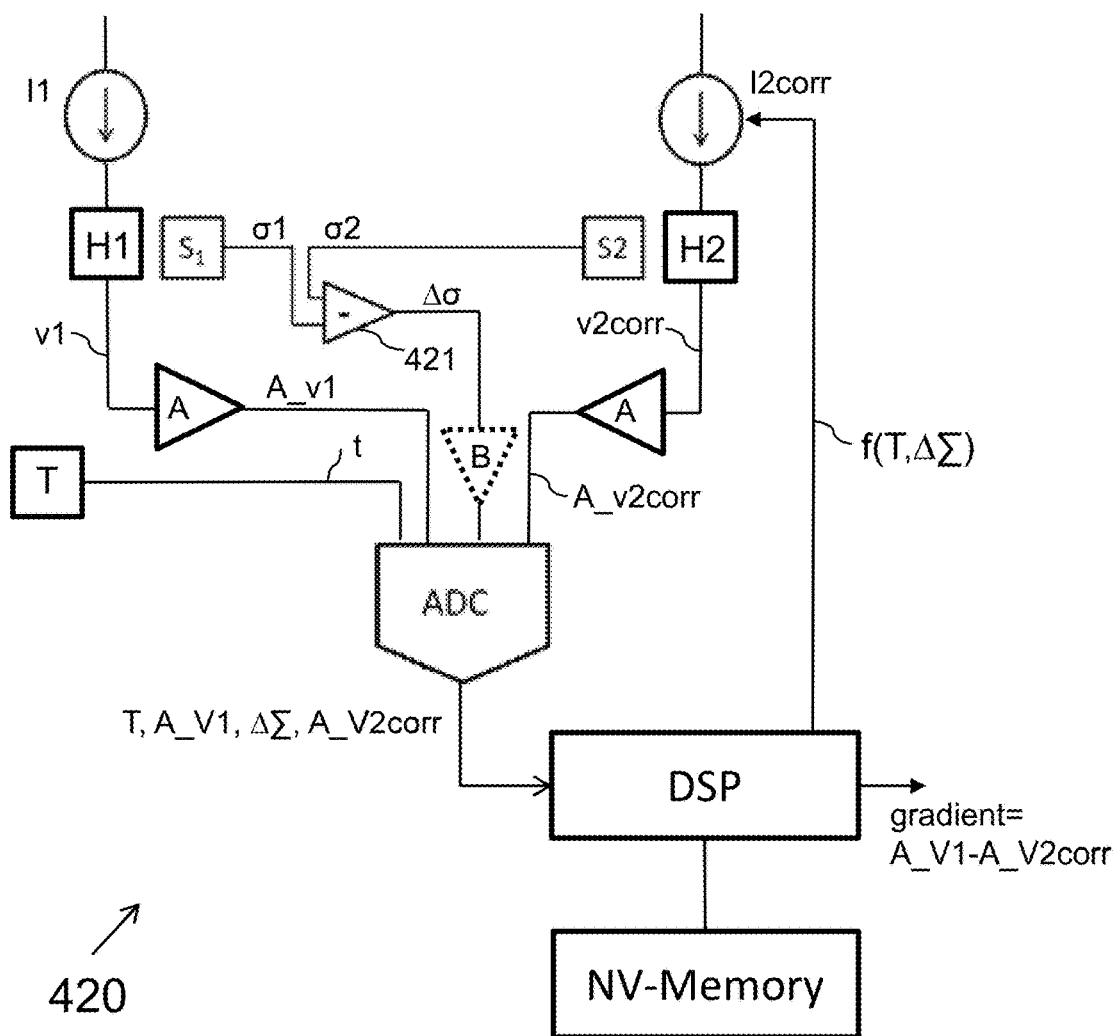 I1
I2corr
H1
S1
σ1
σ2
S2
H2
-
Δσ
421
v1
v2corr
A
A_v1
A
B
f(T,Δ∑)
T
t
A_v2corr
ADC
T, A_V1, Δ∑, A_V2corr
DSP
gradient=
A_V1-A_V2corr
420
NV-Memory